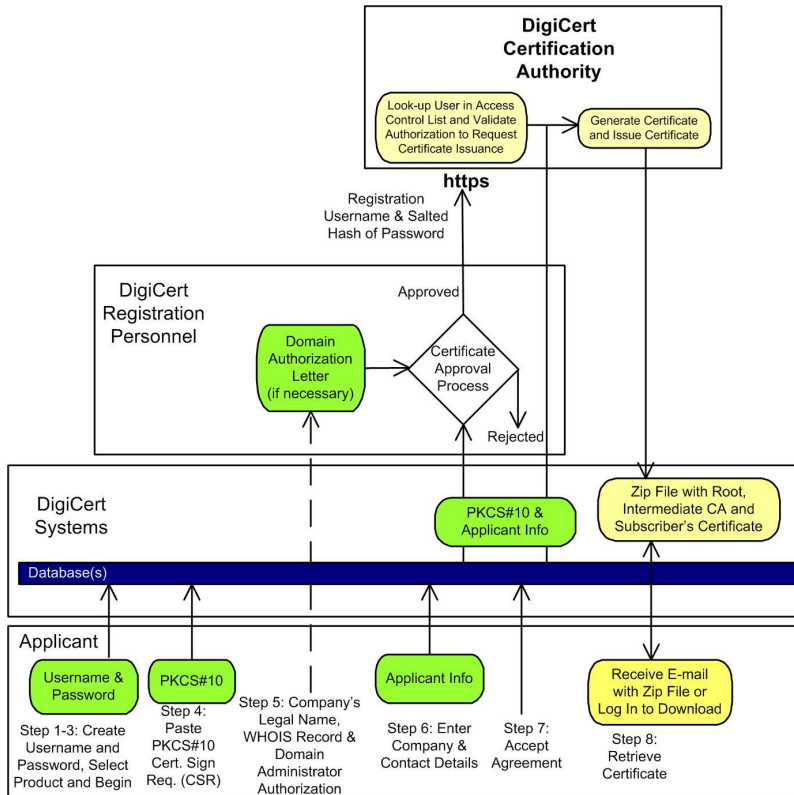 DigiCert
Certification
Authority
Look-up User in Access
Control List and Validate
Authorization to Request
Certificate Issuance
Generate Certificate
and Issue Certificate
https
Registration
Username & Salted
Hash of Password
DigiCert
Registration
Personnel
Approved
Domain
Authorization
Letter
(if necessary)
Certificate
Approval
Process
Rejected
DigiCert
Systems
PKCS#10 &
Applicant Info
Zip File with Root,
Intermediate CA and
Subscriber's Certificate
Database(s)
Applicant
Username &
Password
PKCS#10
Applicant Info
Receive E-mail
with Zip File or
Log In to Download
Step 1-3: Create
Username and
Password, Select
Product and Begin
Step 4:
Paste
PKCS#10
Cert. Sign
Req. (CSR)
Step 5: Company's
Legal Name,
WHOIS Record &
Domain
Administrator
Authorization
Step 6: Enter
Company &
Contact Details
Step 7:
Accept
Agreement
Step 8:
Retrieve
Certificate